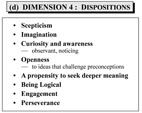 (d) DIMENSION 4 : DISPOSITIONS
• Scepticism
• Imagination
• Curiosity and awareness
— observant, noticing
• Openness
— to ideas that challenge preconceptions
• A propensity to seek deeper meaning
• Being Logical
• Engagement
• Perseverance